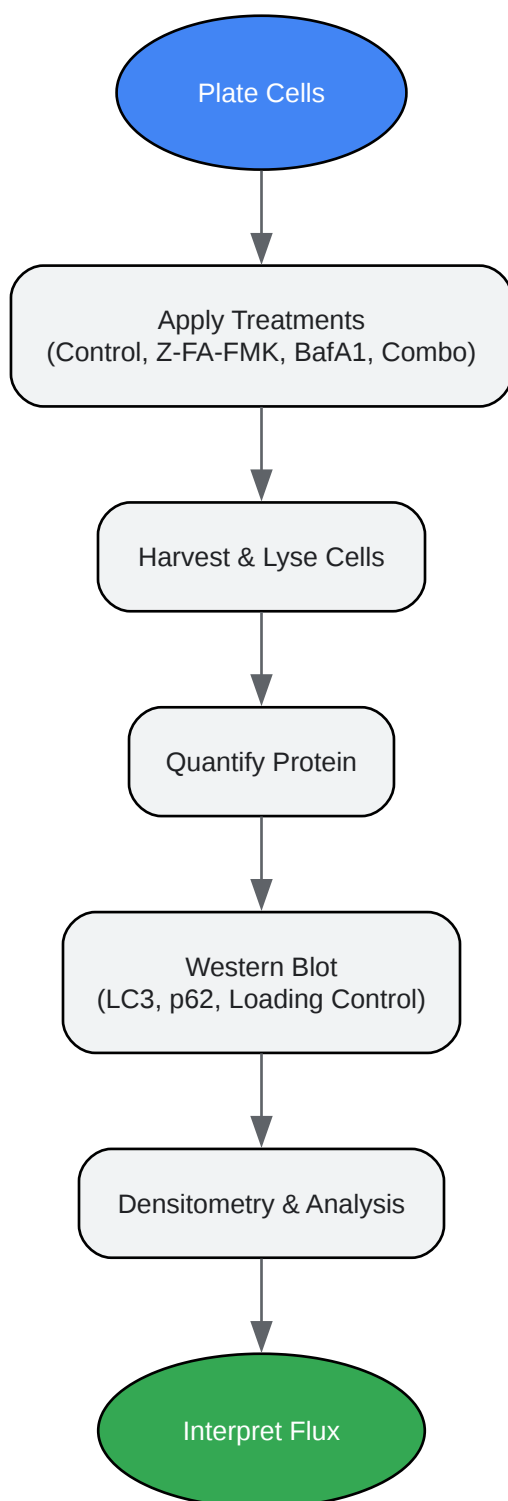 Plate Cells
Apply Treatments
(Control, Z-FA-FMK, BafA1, Combo)
Harvest & Lyse Cells
Quantify Protein
Western Blot
(LC3, p62, Loading Control)
Densitometry & Analysis
Interpret Flux